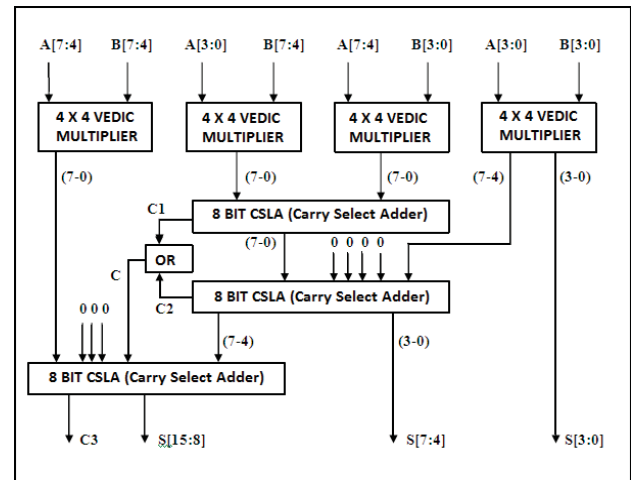 A[7:4] B[7:4] A[3:0] B[7:4] A[7:4] B[3:0] A[3:0] B[3:0]
4 X 4 VEDIC MULTIPLIER
4 X 4 VEDIC MULTIPLIER
4 X 4 VEDIC MULTIPLIER
4 X 4 VEDIC MULTIPLIER
(7-0) (7-0) (7-0) (7-4) (3-0)
C1
8 BIT CSLA (Carry Select Adder)
OR
(7-0)
0 0 0 0
C
C2
8 BIT CSLA (Carry Select Adder)
0 0 0
(7-4) (3-0)
8 BIT CSLA (Carry Select Adder)
C3 S[15:8] S[7:4] S[3:0]